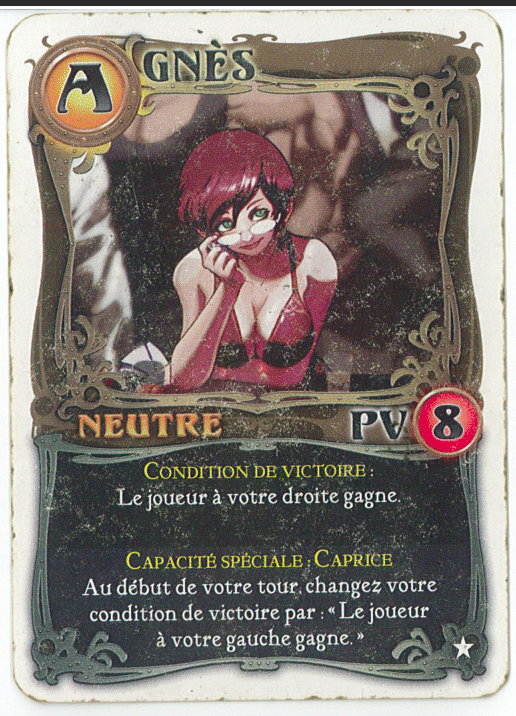 AGNÈS
NEUTRE PV 8
CONDITION DE VICTOIRE :
Le joueur à votre droite gagne.
CAPACITÉ SPÉCIALE : CAPRICE
Au début de votre tour, changez votre
condition de victoire par : « Le joueur
à votre gauche gagne. »